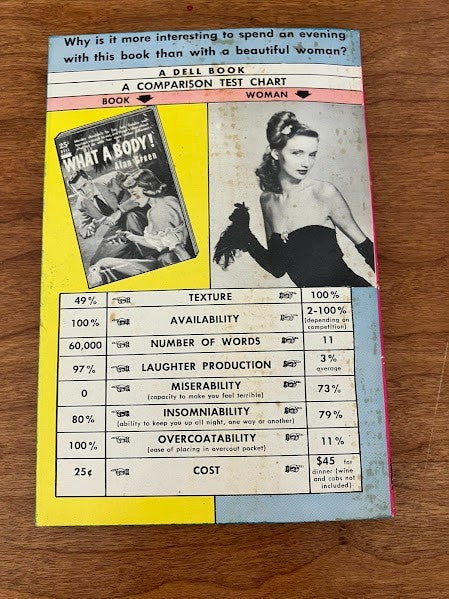 Why is it more interesting to spend an evening
with this book than with a beautiful woman?
A DELL BOOK
A COMPARISON TEST CHART
BOOK WOMAN
25¢
DELL
WHAT A BODY!
Alan Green
49% TEXTURE 100%
100% AVAILABILITY 2-100%
(depending on
competition)
60,000 NUMBER OF WORDS 11
97% LAUGHTER PRODUCTION 3%
average
0 MISERABILITY 73%
(capacity to make you feel terrible)
80% INSOMNIABILITY 79%
(ability to keep you up all night, one way or another)
100% OVERCOATABILITY 11%
(ease of placing in overcoat pocket)
25¢ COST $45 for
dinner (wine
and cabs not
included)